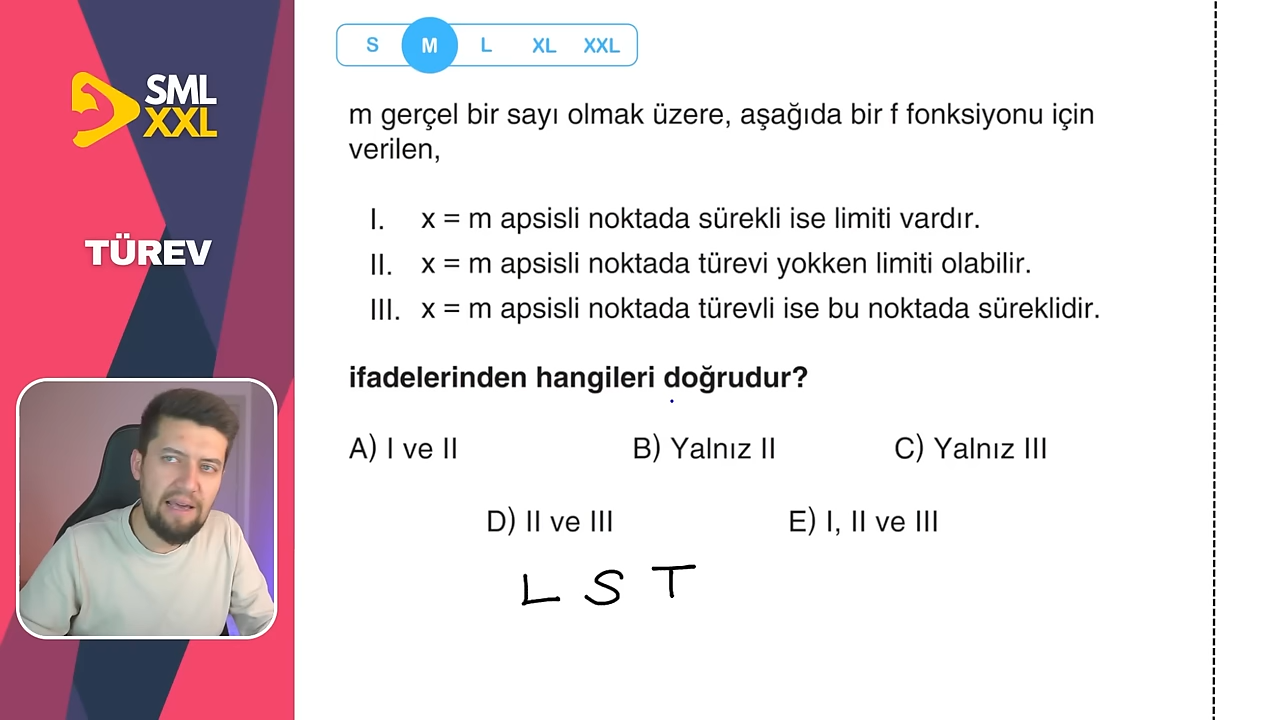 S M L XL XXL
SML
XXL
TÜREV
m gerçel bir sayı olmak üzere, aşağıda bir f fonksiyonu için
verilen,
I. x = m apsisli noktada sürekli ise limiti vardır.
II. x = m apsisli noktada türevi yokken limiti olabilir.
III. x = m apsisli noktada türevli ise bu noktada süreklidir.
ifadelerinden hangileri doğrudur?
A) I ve II B) Yalnız II C) Yalnız III
D) II ve III E) I, II ve III
L S T